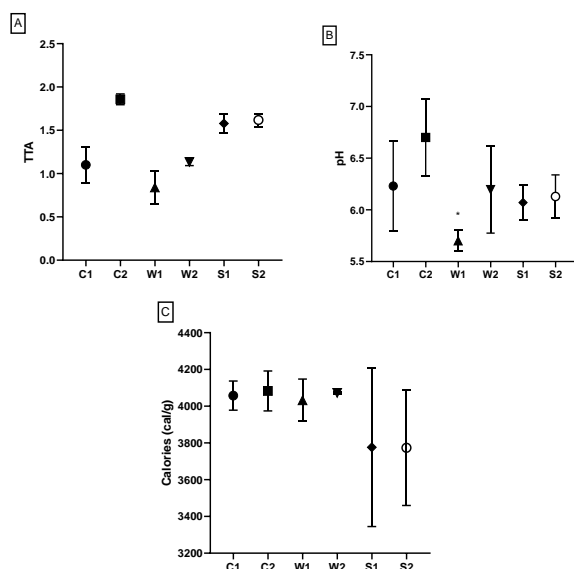 A
2.5
2.0
1.5
1.0
0.5
0.0
TTA
C1 C2 W1 W2 S1 S2
B
7.5
7.0
6.5
6.0
5.5
pH
*
C1 C2 W1 W2 S1 S2
C
4400
4200
4000
3800
3600
3400
3200
Calories (cal/g)
C1 C2 W1 W2 S1 S2